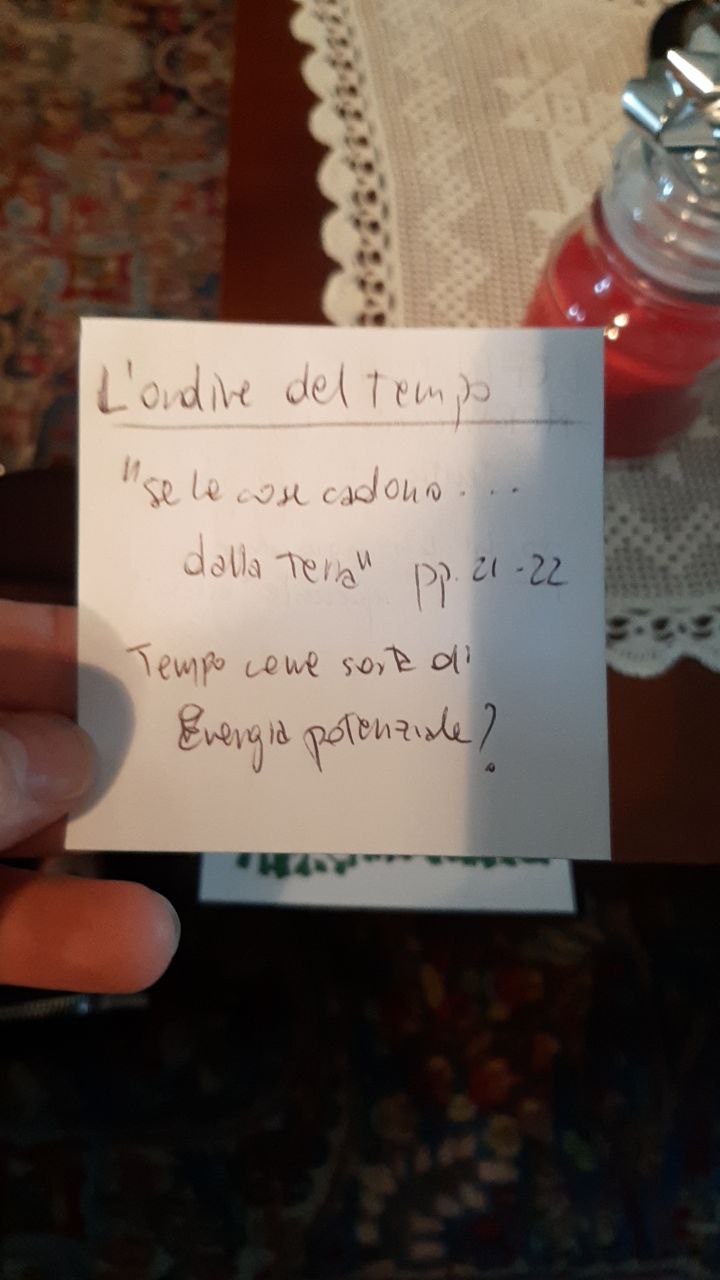 L'ordine del tempo
"se le cose cadono ...
dalla Terra" pp. 21-22
Tempo come sorta di
Energia potenziale?